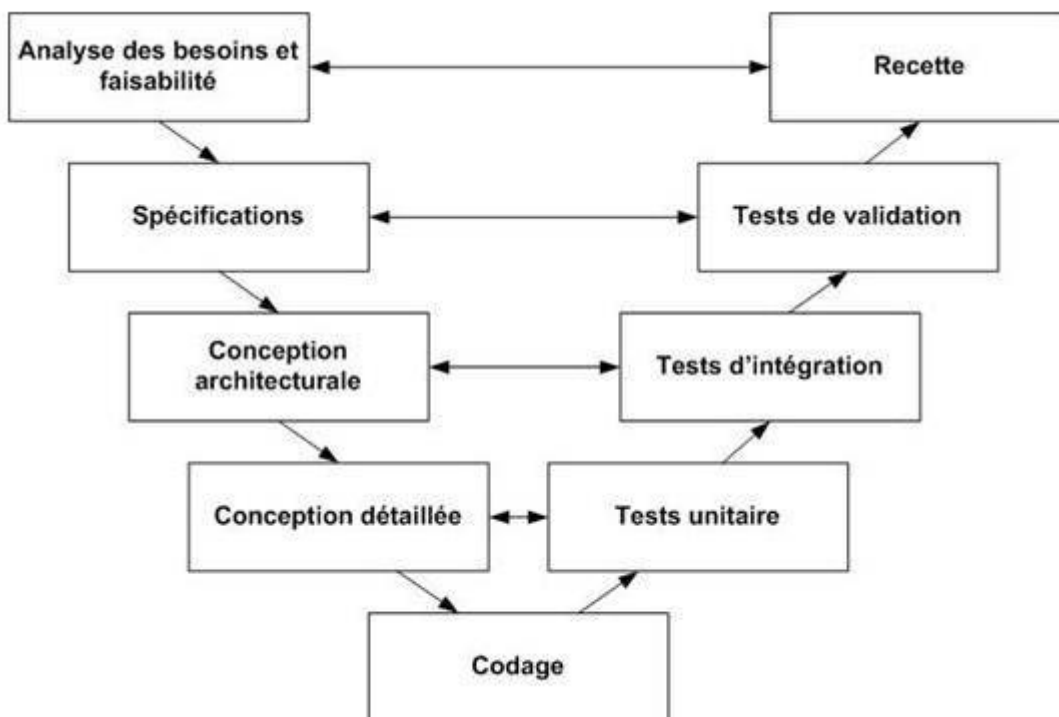 Analyse des besoins et
faisabilité
Recette
Spécifications
Tests de validation
Conception
architecturale
Tests d'intégration
Conception détaillée
Tests unitaire
Codage